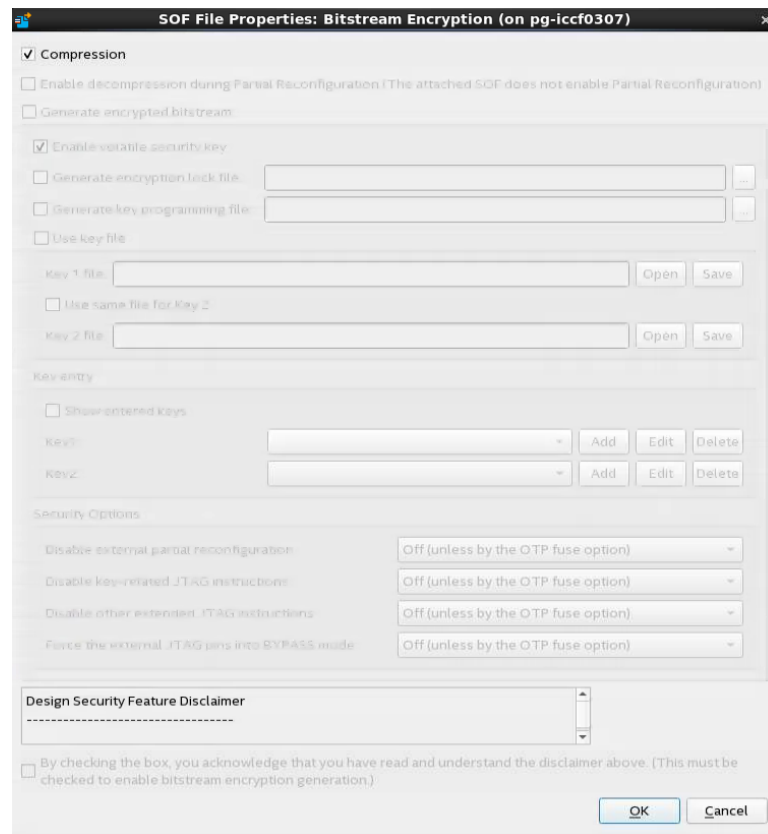 SOF File Properties: Bitstream Encryption (on pg-iccf0307)
Compression
Enable decompression during Partial Reconfiguration (The attached SOF does not enable Partial Reconfiguration)
Generate encrypted bitstream
Enable volatile security key
Generate encryption lock file
...
Generate key programming file
...
Use key file
Key 1 file
Open
Save
Use same file for Key 2
Key 2 file
Open
Save
Key entry
Show entered keys
Key1
Add
Edit
Delete
Key2
Add
Edit
Delete
Security Options
Disable external partial reconfiguration
Off (unless by the OTP fuse option)
Disable key-related JTAG instructions
Off (unless by the OTP fuse option)
Disable other extended JTAG instructions
Off (unless by the OTP fuse option)
Force the external JTAG pins into BYPASS mode
Off (unless by the OTP fuse option)
Design Security Feature Disclaimer
----------------------------------
By checking the box, you acknowledge that you have read and understand the disclaimer above. (This must be
checked to enable bitstream encryption generation.)
OK
Cancel